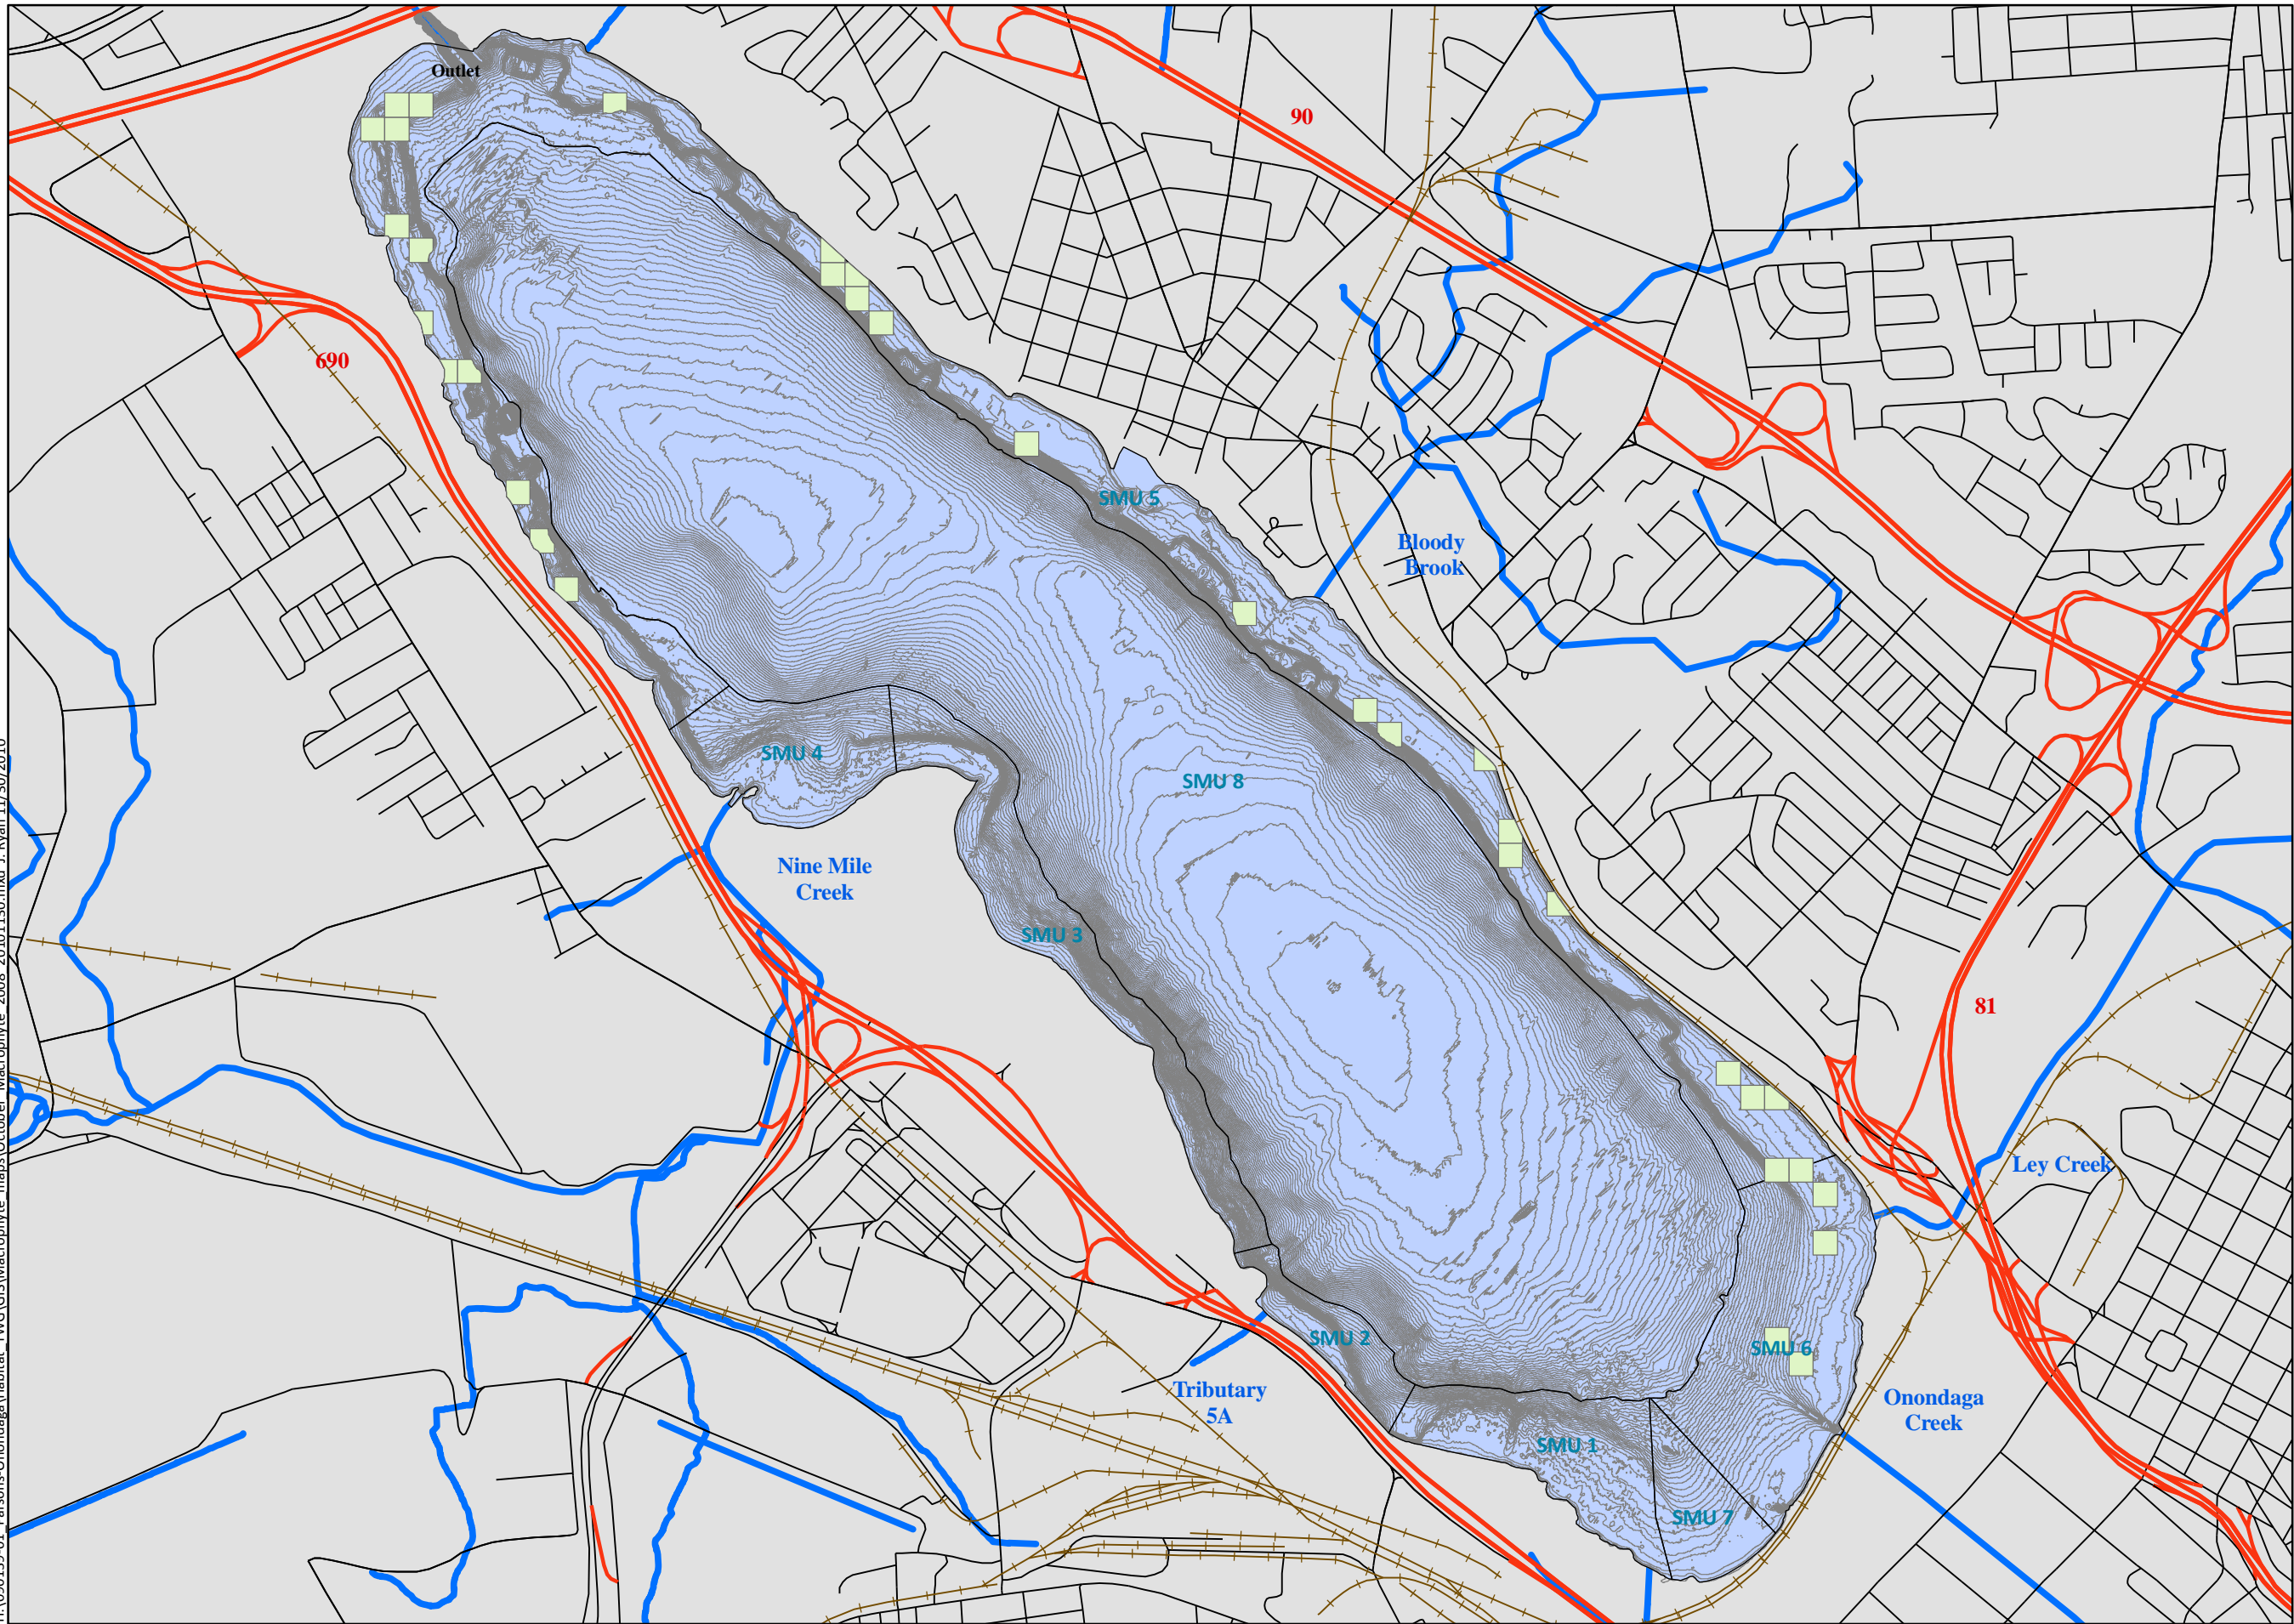 Outlet
90
690
SMU 5
Bloody
Brook
SMU 4
SMU 8
Nine Mile
Creek
SMU 3
81
Ley Creek
SMU 2
SMU 6
Tributary
5A
Onondaga
Creek
SMU 1
SMU 7